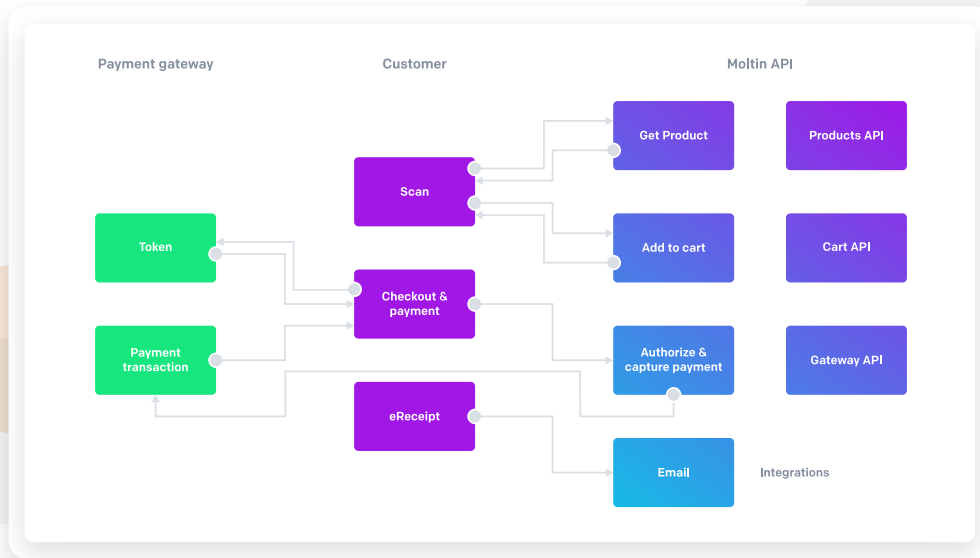 Payment gateway
Customer
Moltin API
Get Product
Products API
Scan
Token
Add to cart
Cart API
Checkout &
payment
Payment
transaction
Authorize &
capture payment
Gateway API
eReceipt
Email
Integrations